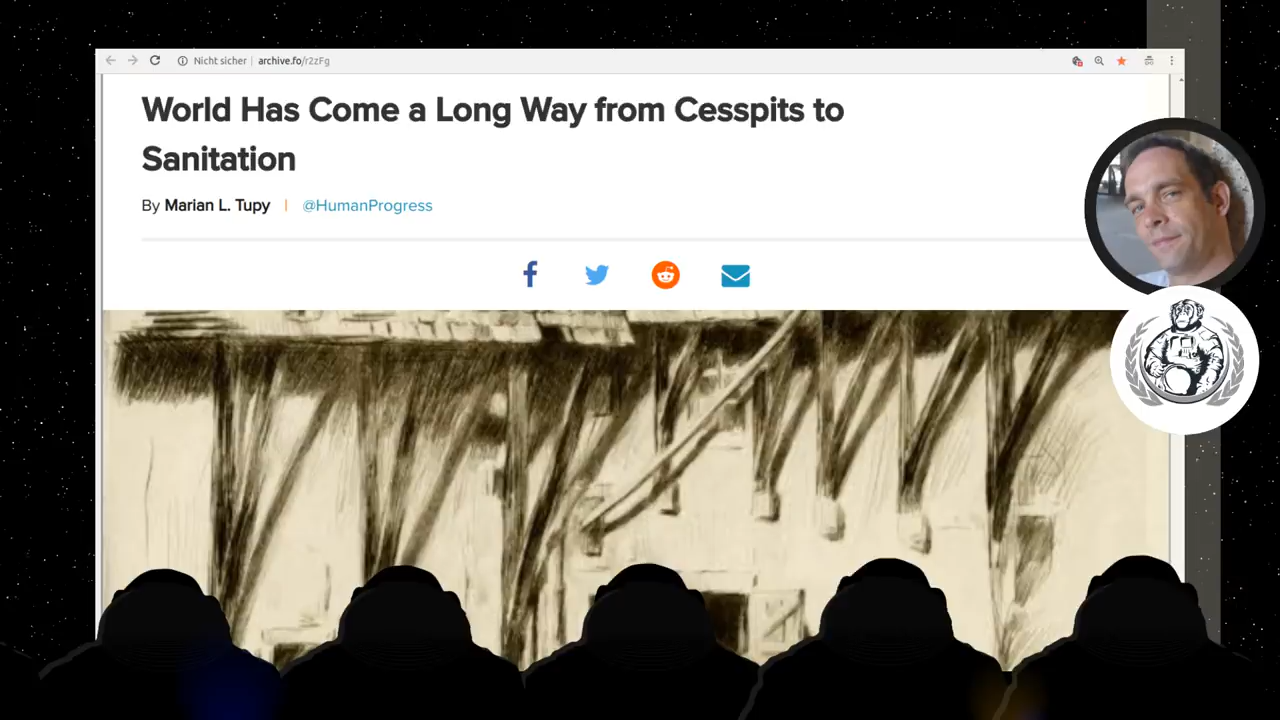 Nicht sicher | archive.fo/r2zFg
World Has Come a Long Way from Cesspits to
Sanitation
By Marian L. Tupy | @HumanProgress